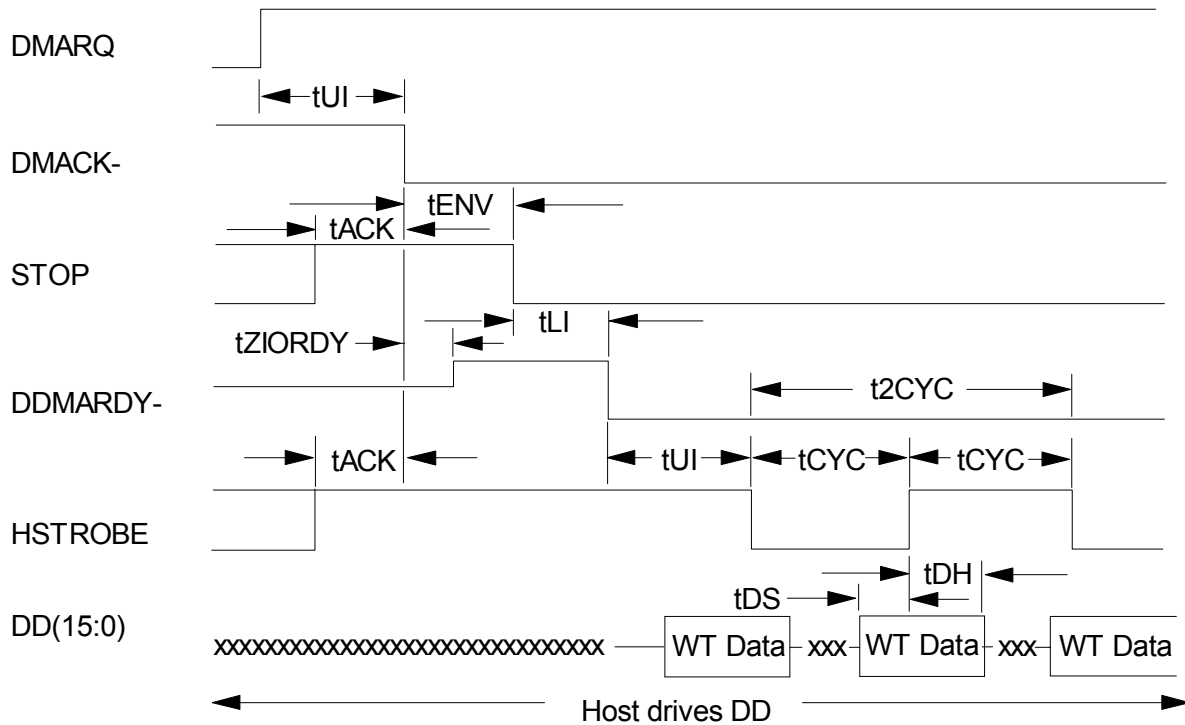 DMARQ
tUI
DMACK-
tENV
tACK
STOP
tLI
tZIORDY
t2CYC
DDMARDY-
tACK
tUI
tCYC
tCYC
HSTROBE
tDH
tDS
DD(15:0)
xxxxxxxxxxxxxxxxxxxxxxxxxxxxxx
WT Data
xxx
WT Data
xxx
WT Data
Host drives DD